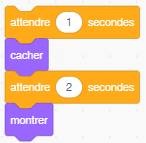 attendre 1 secondes
cacher
attendre 2 secondes
montrer